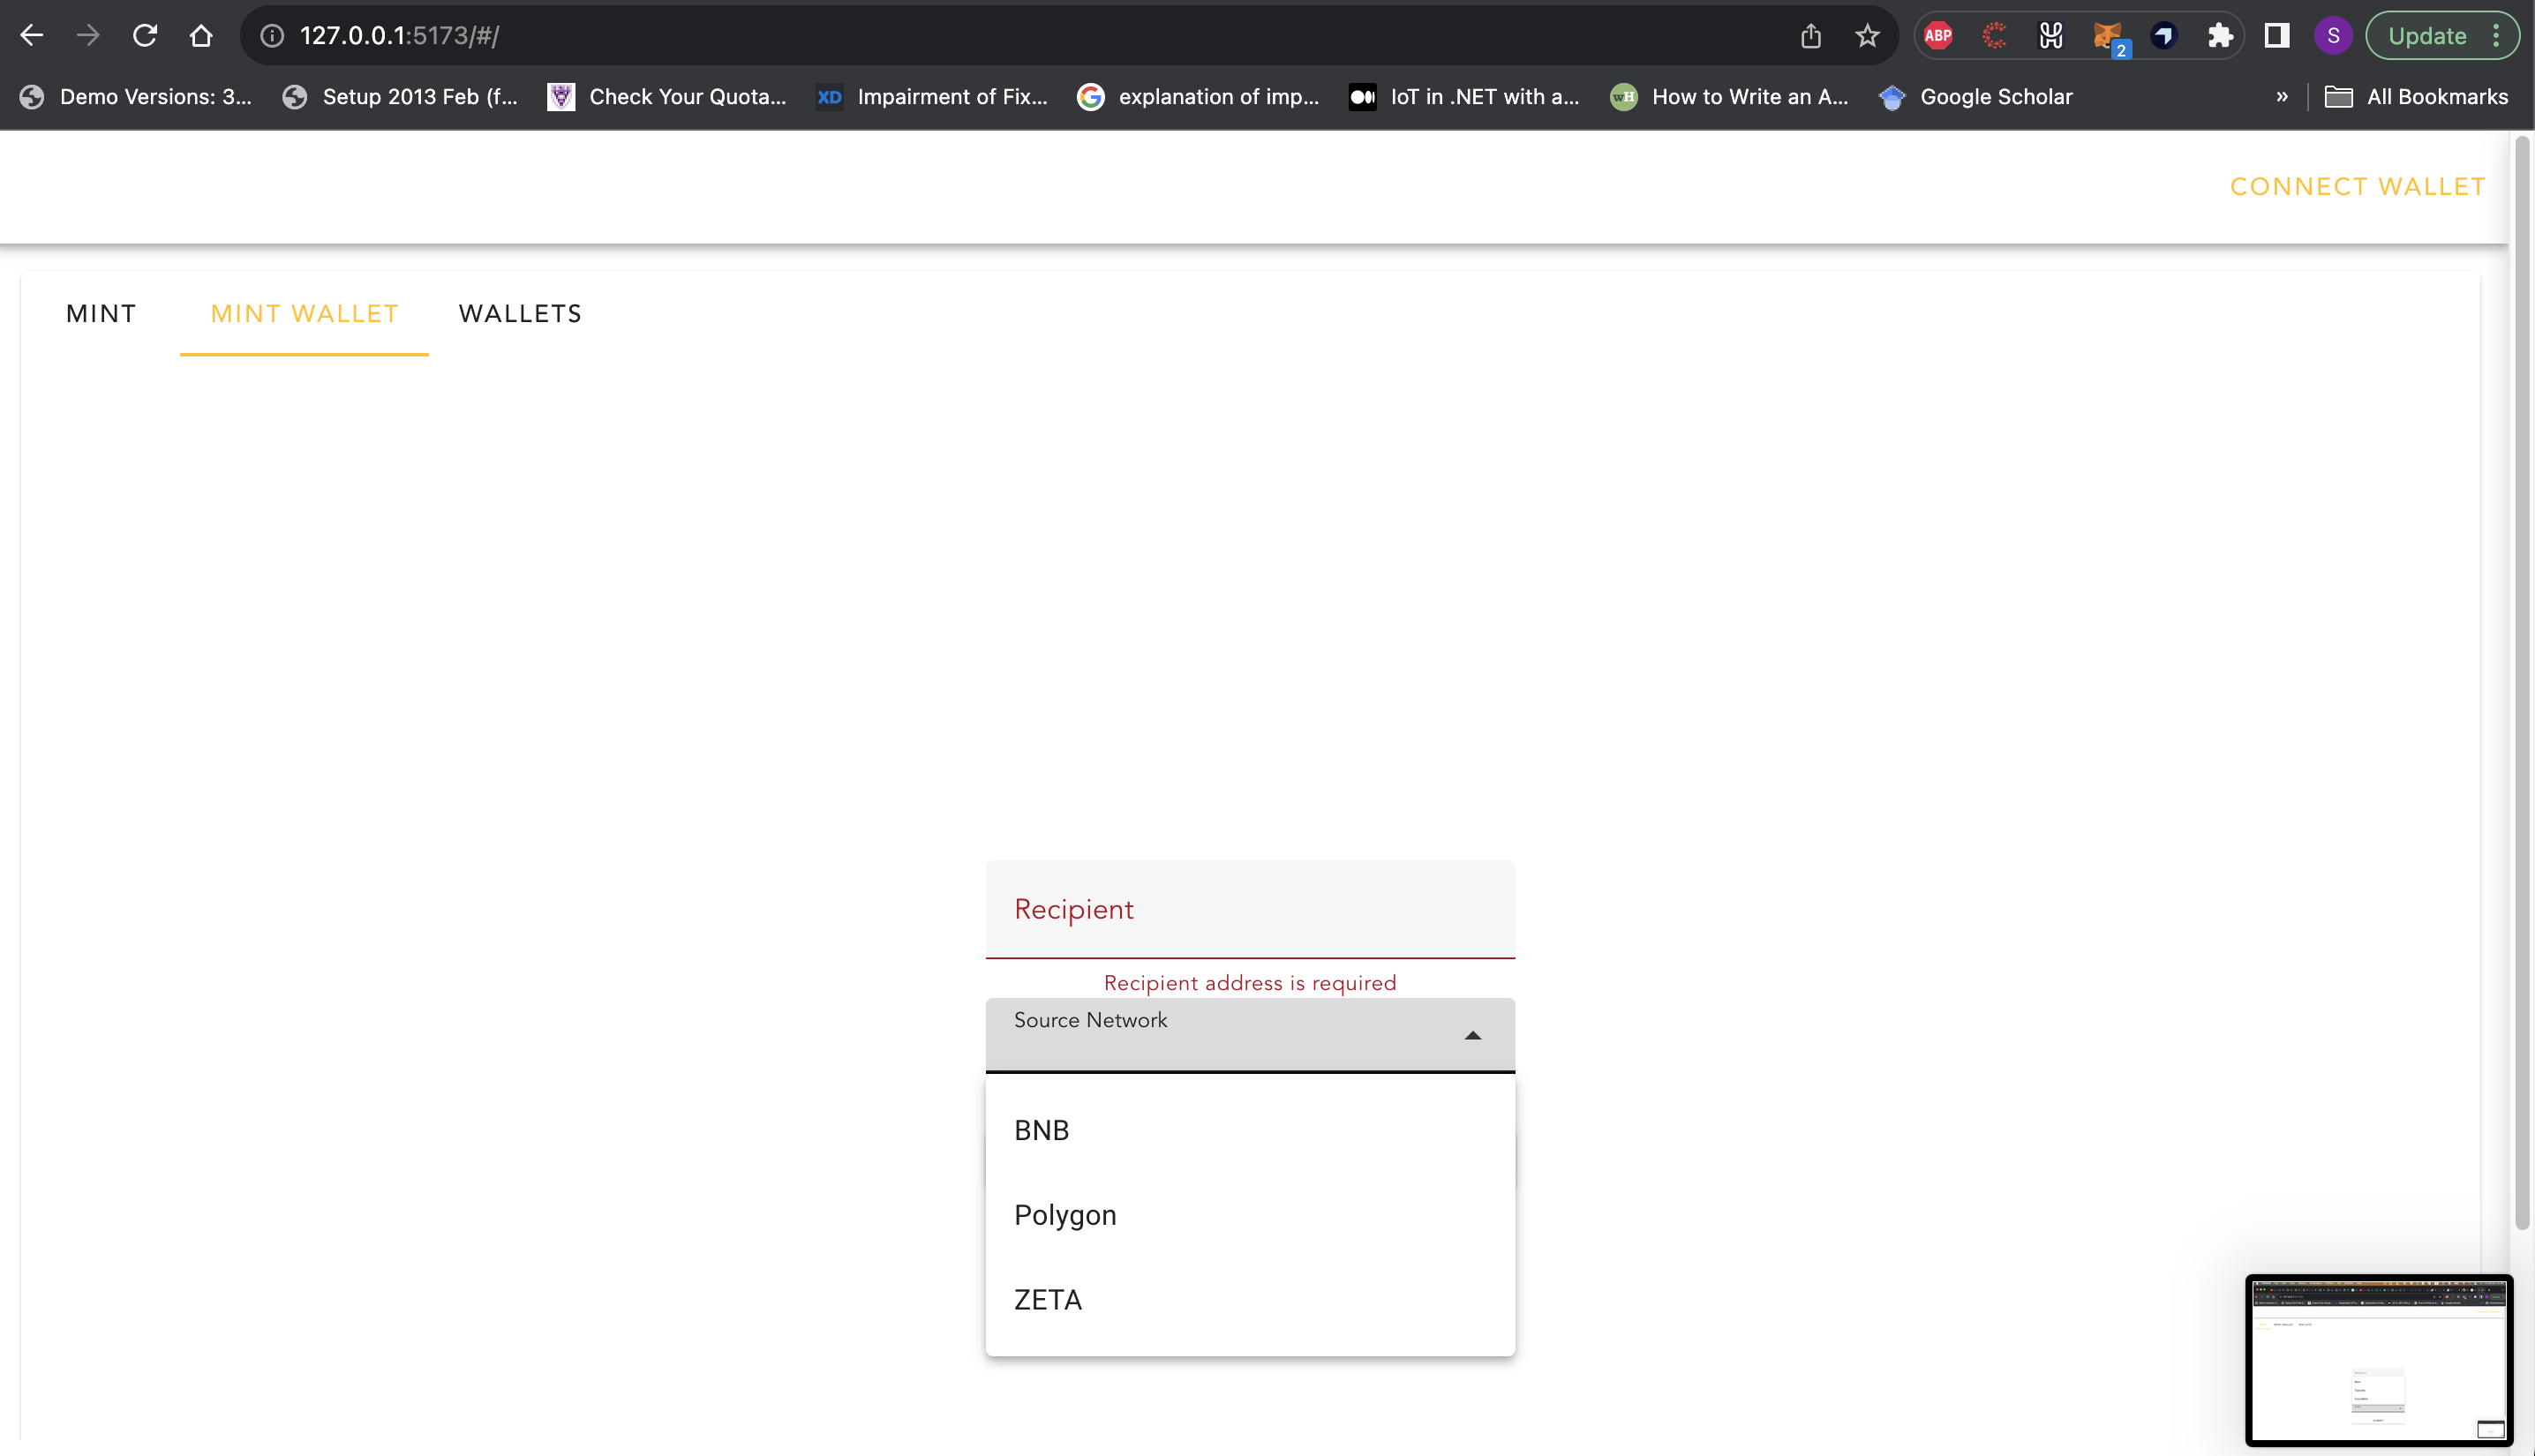 127.0.0.1:5173/#/
ABP
2
S
Update
Demo Versions: 3...
Setup 2013 Feb (f...
Check Your Quota...
XD
Impairment of Fix...
explanation of imp...
IoT in .NET with a...
wH
How to Write an A...
Google Scholar
»
All Bookmarks
CONNECT WALLET
MINT
MINT WALLET
WALLETS
Recipient
Recipient address is required
Source Network
BNB
Polygon
ZETA